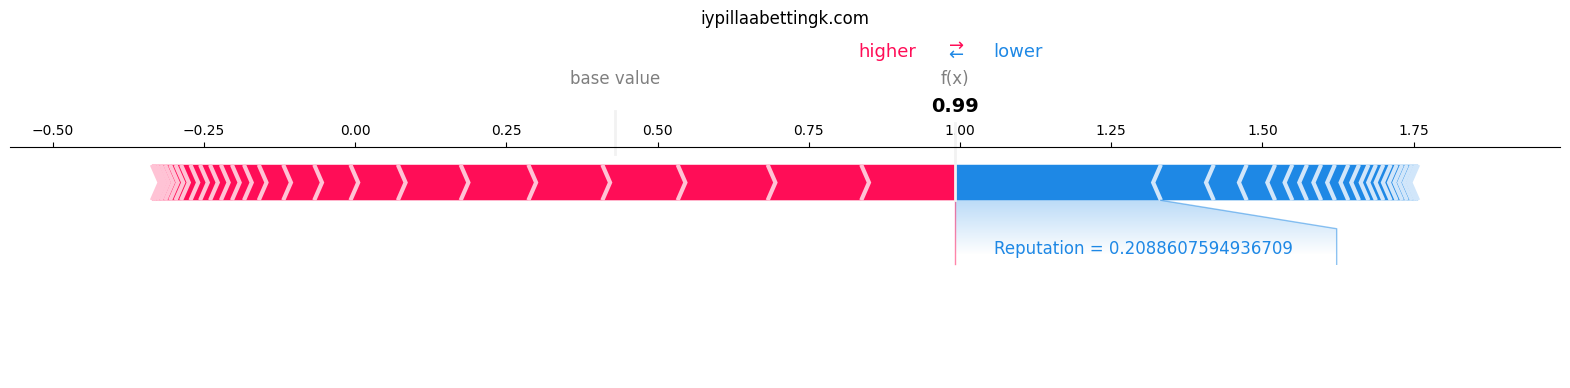 iypillaabettingk.com
higher ⇄ lower
base value f(x)
0.99
−0.50 −0.25 0.00 0.25 0.50 0.75 1.00 1.25 1.50 1.75
Reputation = 0.2088607594936709